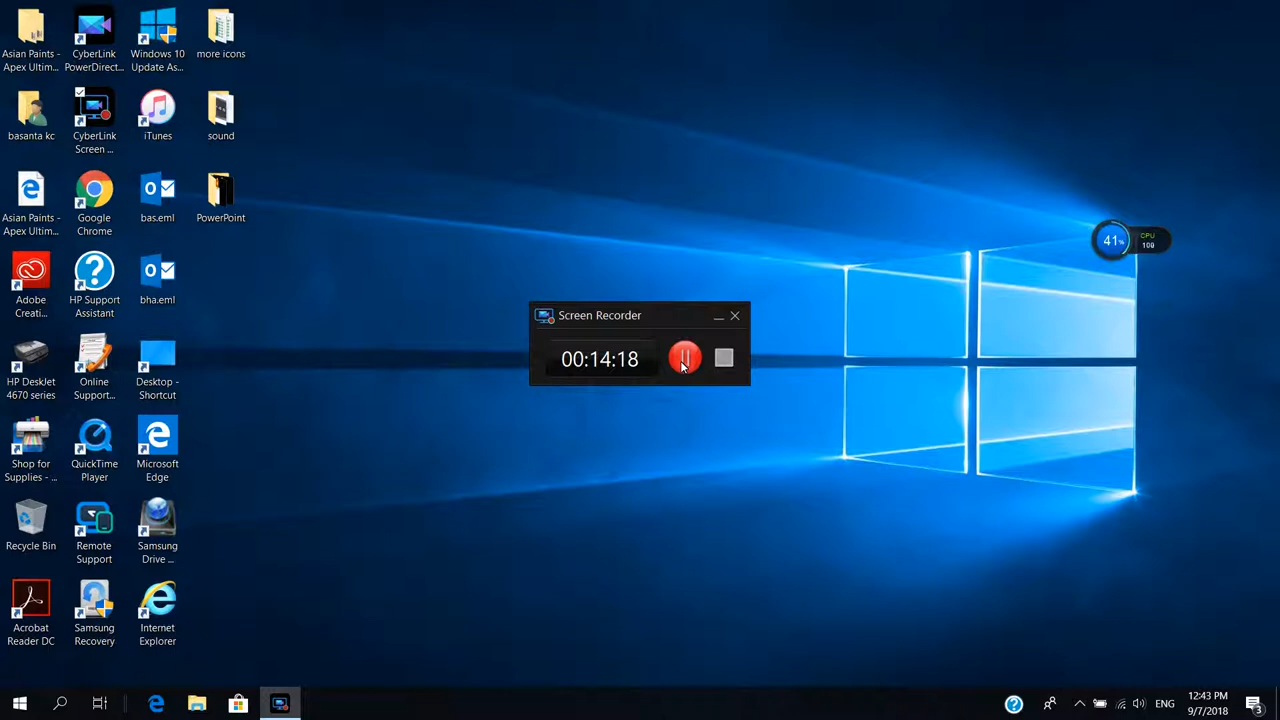 Asian Paints -
Apex Ultim...
CyberLink
PowerDirect...
Windows 10
Update As...
more icons
basanta kc
CyberLink
Screen ...
iTunes
sound
Asian Paints -
Apex Ultim...
Google
Chrome
bas.eml
PowerPoint
Adobe
Creati...
HP Support
Assistant
bha.eml
HP DeskJet
4670 series
Online
Support...
Desktop -
Shortcut
Shop for
Supplies - ...
QuickTime
Player
Microsoft
Edge
Recycle Bin
Remote
Support
Samsung
Drive ...
Acrobat
Reader DC
Samsung
Recovery
Internet
Explorer
Screen Recorder
00:14:18
41%
CPU
100
ENG
12:43 PM
9/7/2018
3